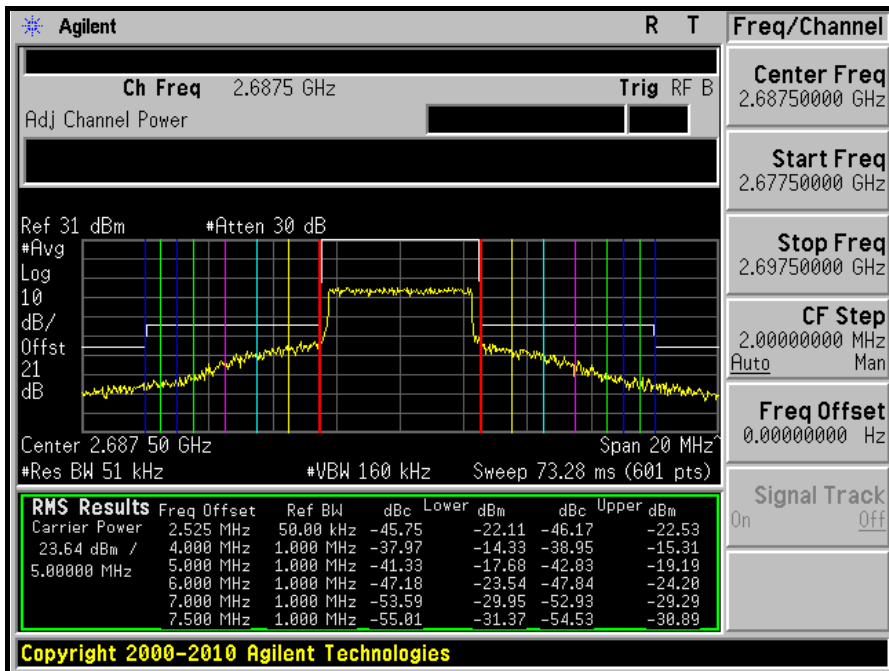 Agilent R T
Ch Freq 2.6875 GHz Trig RF B
Adj Channel Power
Ref 31 dBm #Atten 30 dB
#Avg
Log
10
dB/
Offst
21
dB
Center 2.687 50 GHz Span 20 MHz^
#Res BW 51 kHz #VBW 160 kHz Sweep 73.28 ms (601 pts)
RMS Results Freq Offset Ref BW dBc Lower dBm dBc Upper dBm
Carrier Power 2.525 MHz 50.00 kHz -45.75 -22.11 -46.17 -22.53
23.64 dBm / 4.000 MHz 1.000 MHz -37.97 -14.33 -38.95 -15.31
5.00000 MHz 5.000 MHz 1.000 MHz -41.33 -17.68 -42.83 -19.19
6.000 MHz 1.000 MHz -47.18 -23.54 -47.84 -24.20
7.000 MHz 1.000 MHz -53.59 -29.95 -52.93 -29.29
7.500 MHz 1.000 MHz -55.01 -31.37 -54.53 -30.89
Copyright 2000-2010 Agilent Technologies
Freq/Channel
Center Freq
2.68750000 GHz
Start Freq
2.67750000 GHz
Stop Freq
2.69750000 GHz
CF Step
2.00000000 MHz
Auto Man
Freq Offset
0.00000000 Hz
Signal Track
On Off